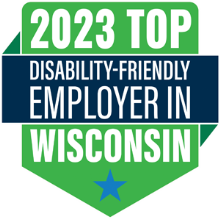 2023 TOP
DISABILITY-FRIENDLY
EMPLOYER IN
WISCONSIN